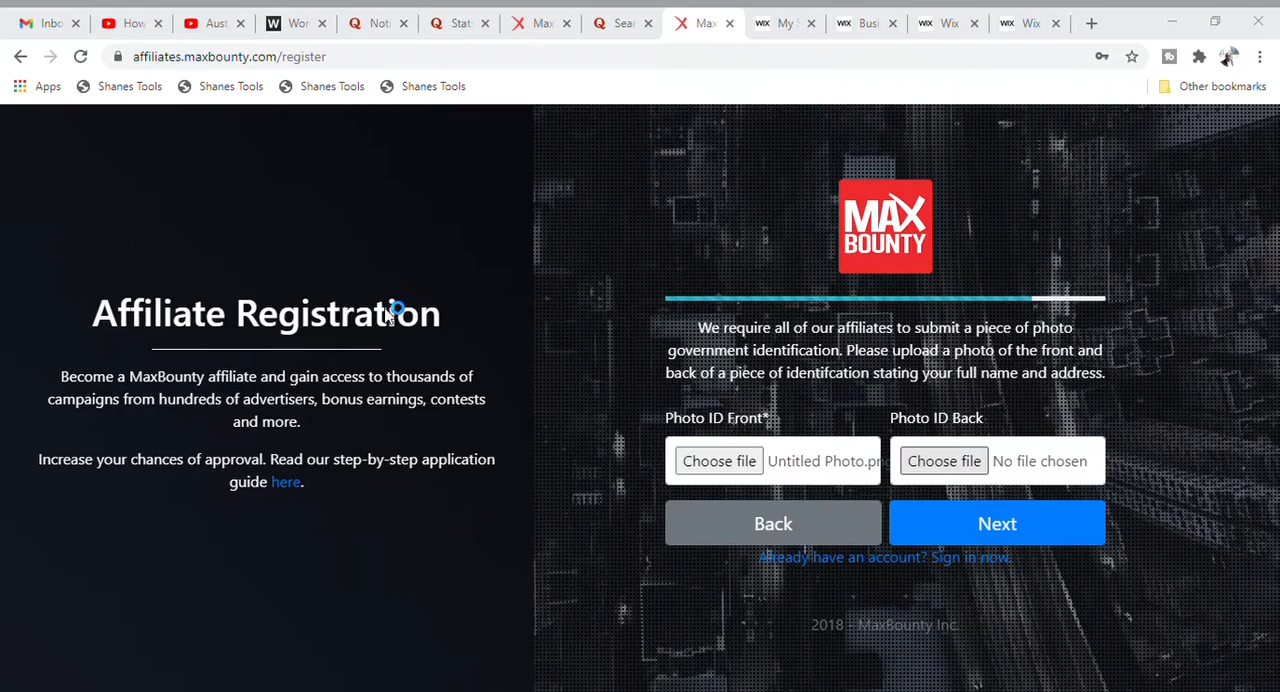 Inbo
How
Aust
Wor
Noti
Stat
Max
Sear
Max
My S
Busi
Wix
Wix
affiliates.maxbounty.com/register
Apps
Shanes Tools
Shanes Tools
Shanes Tools
Shanes Tools
Other bookmarks
MAX
BOUNTY
Affiliate Registration
Become a MaxBounty affiliate and gain access to thousands of
campaigns from hundreds of advertisers, bonus earnings, contests
and more.
Increase your chances of approval. Read our step-by-step application
guide here.
We require all of our affiliates to submit a piece of photo
government identification. Please upload a photo of the front and
back of a piece of identifcation stating your full name and address.
Photo ID Front*
Photo ID Back
Choose file Untitled Photo.pn
Choose file No file chosen
Back
Next
Already have an account? Sign in now.
2018 - MaxBounty Inc.